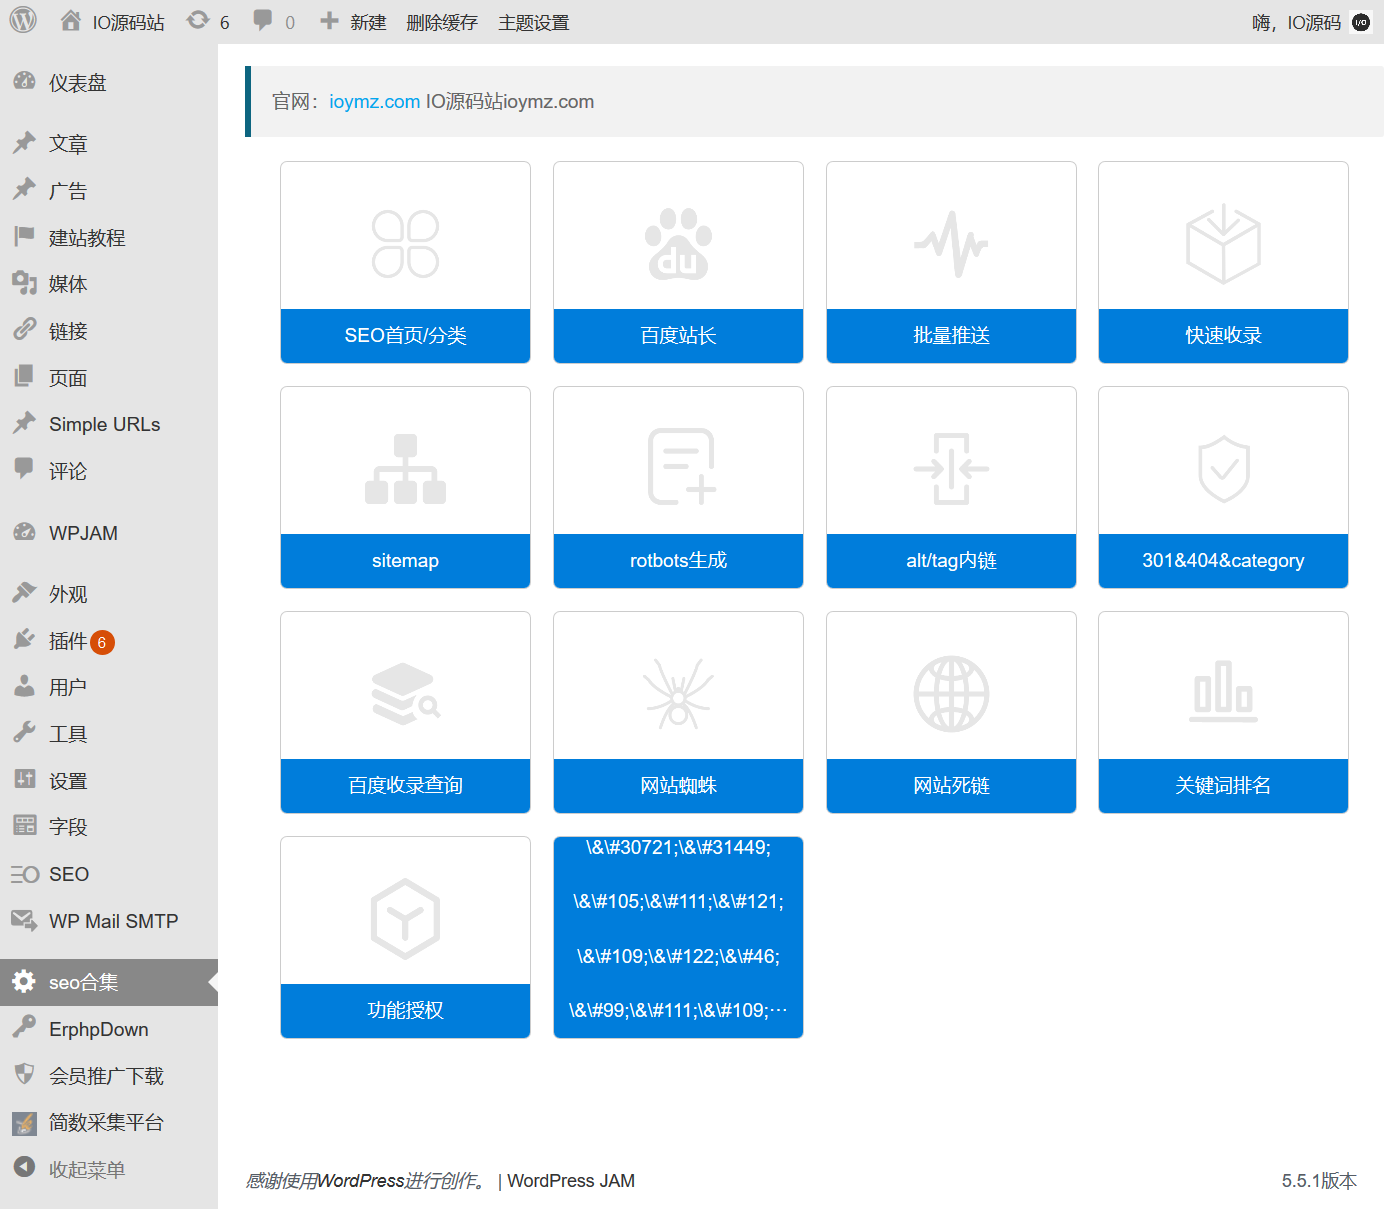 IO源码站 6 0 新建 删除缓存 主题设置 嗨，IO源码
仪表盘
文章
广告
建站教程
媒体
链接
页面
Simple URLs
评论
WPJAM
外观
插件 6
用户
工具
设置
字段
SEO
WP Mail SMTP
seo合集
ErphpDown
会员推广下载
简数采集平台
收起菜单
官网：ioymz.com IO源码站ioymz.com
SEO首页/分类
百度站长
批量推送
快速收录
sitemap
rotbots生成
alt/tag内链
301&404&category
百度收录查询
网站蜘蛛
网站死链
关键词排名
功能授权
\&\#30721;\&\#31449;
\&\#105;\&\#111;\&\#121;
\&\#109;\&\#122;\&\#46;
\&\#99;\&\#111;\&\#109;…
感谢使用WordPress进行创作。 | WordPress JAM
5.5.1版本